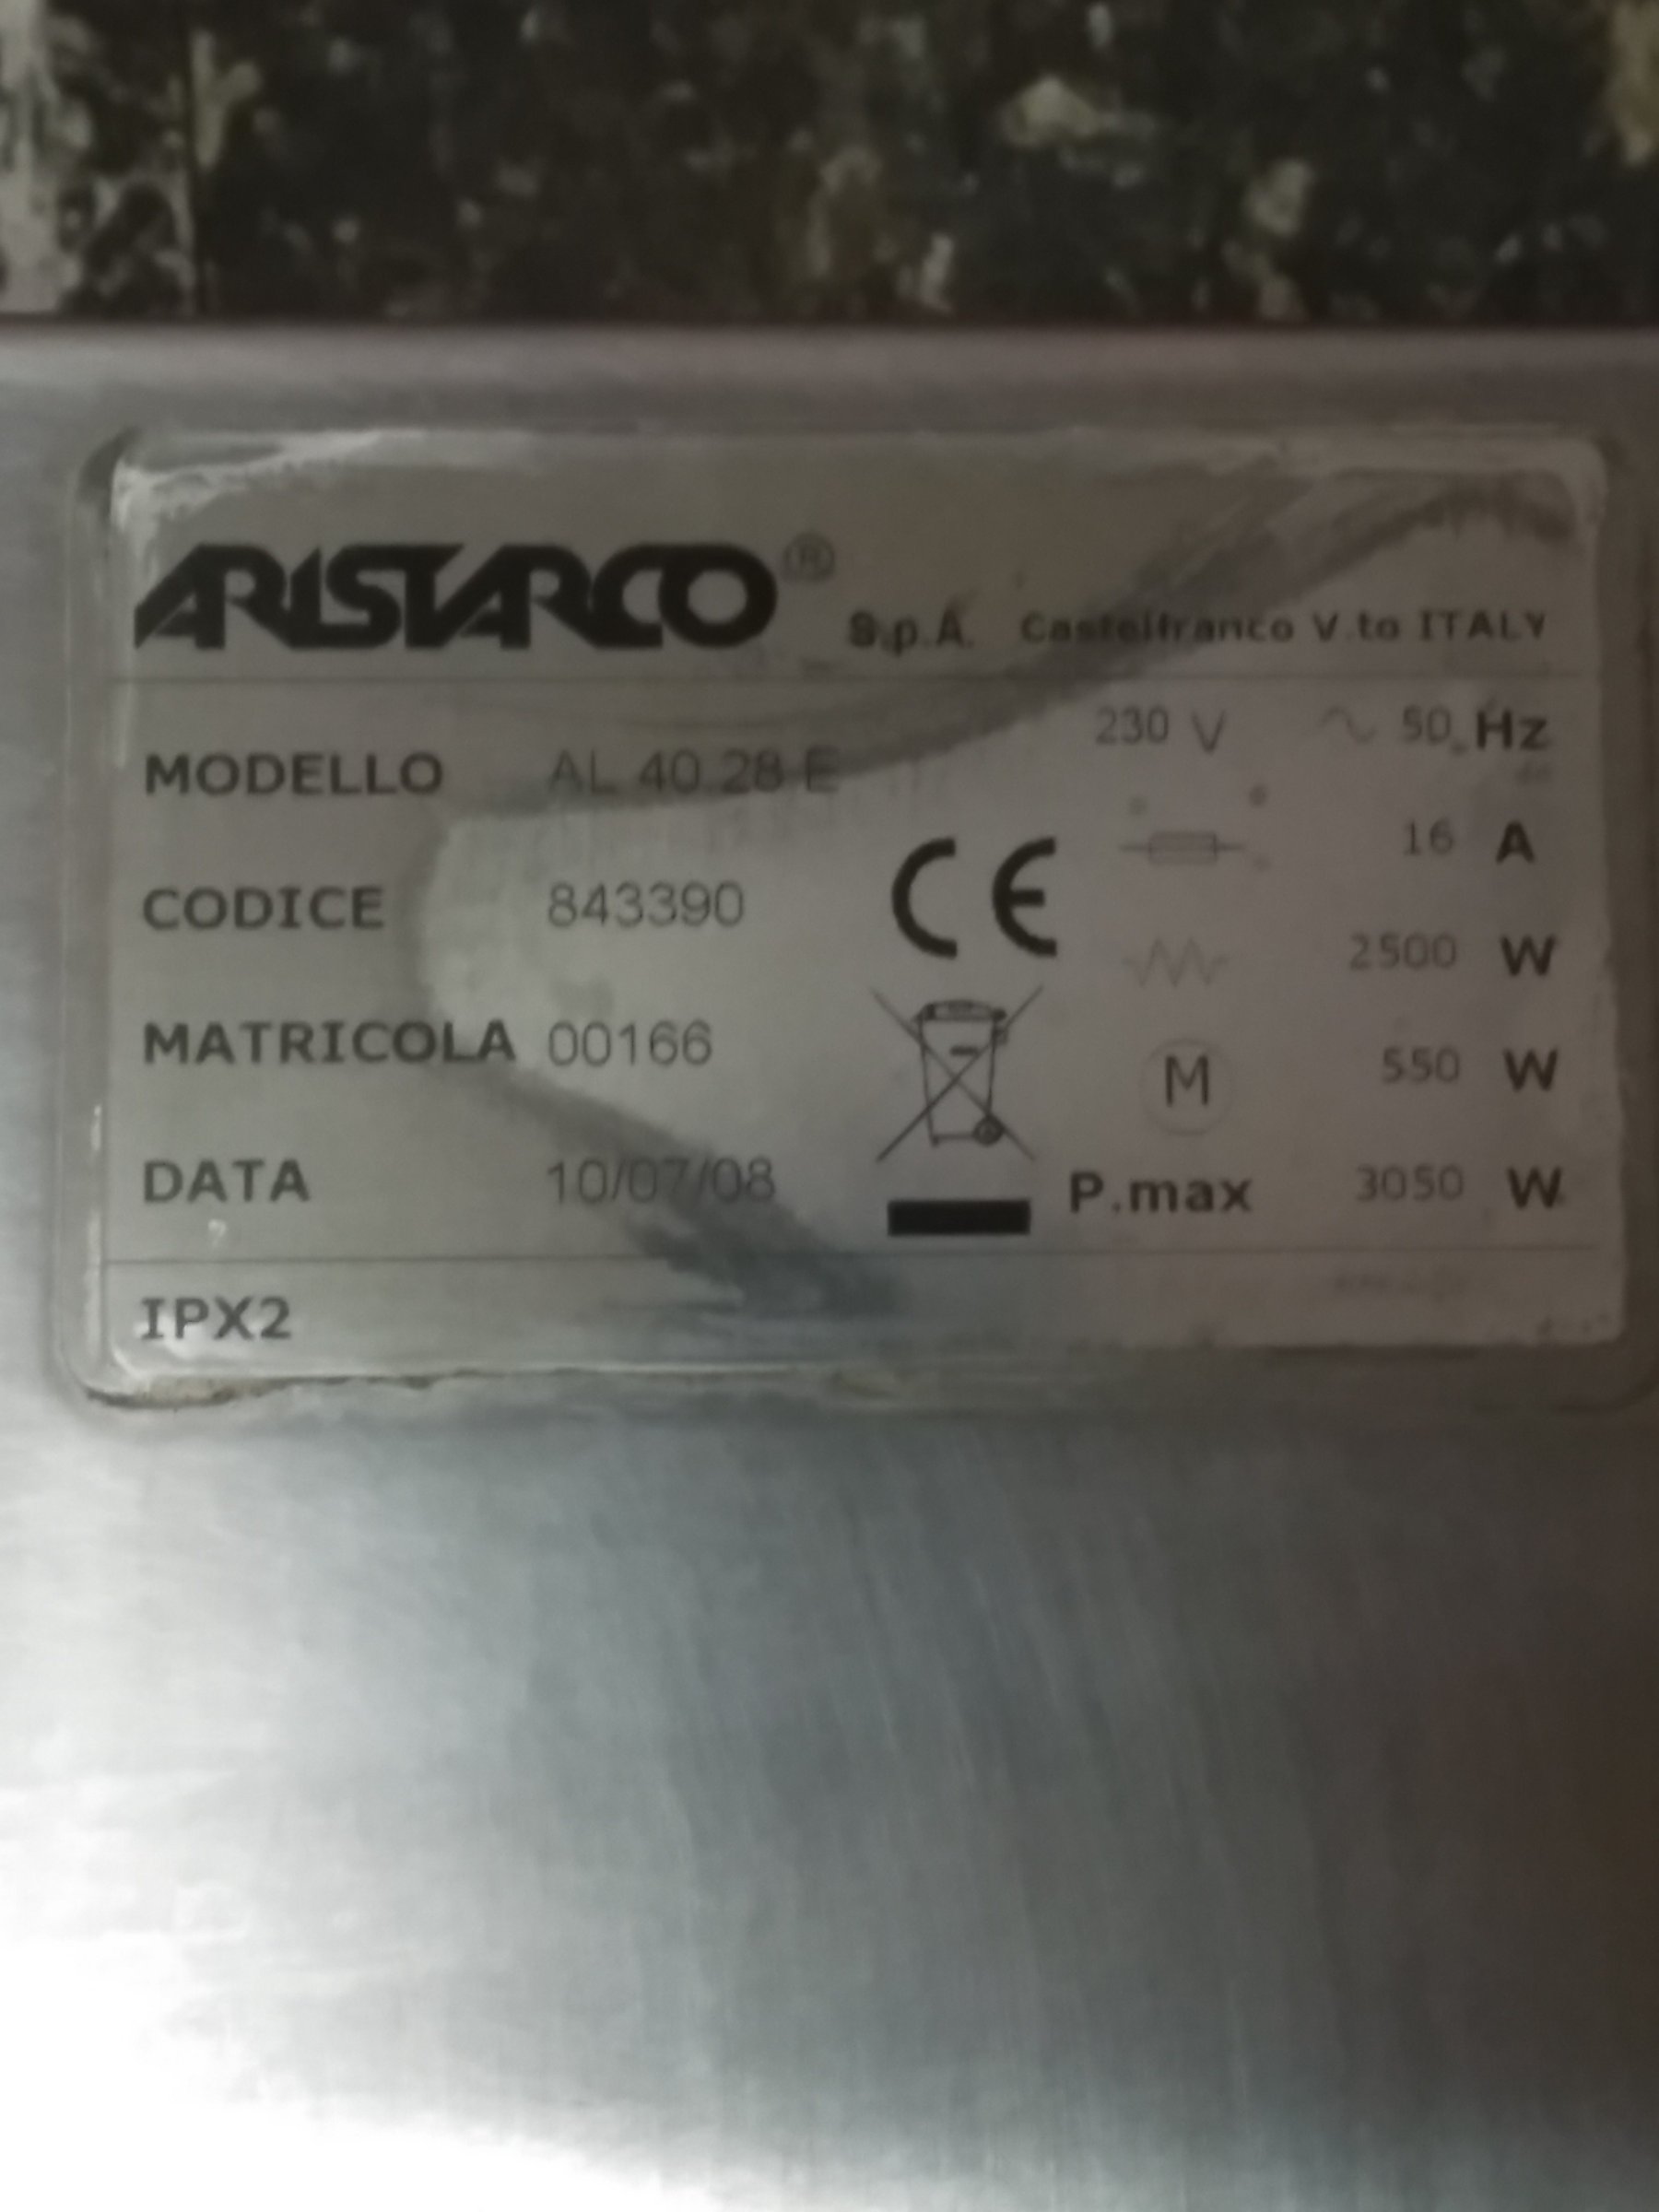 ARISTARCO® S.p.A. Castelfranco V.to ITALY
MODELLO AL 40.28 E
230 V 50 Hz
16 A
CODICE 843390
CE
2500 W
MATRICOLA 00166
M 550 W
DATA 10/07/08
P.max 3050 W
IPX2